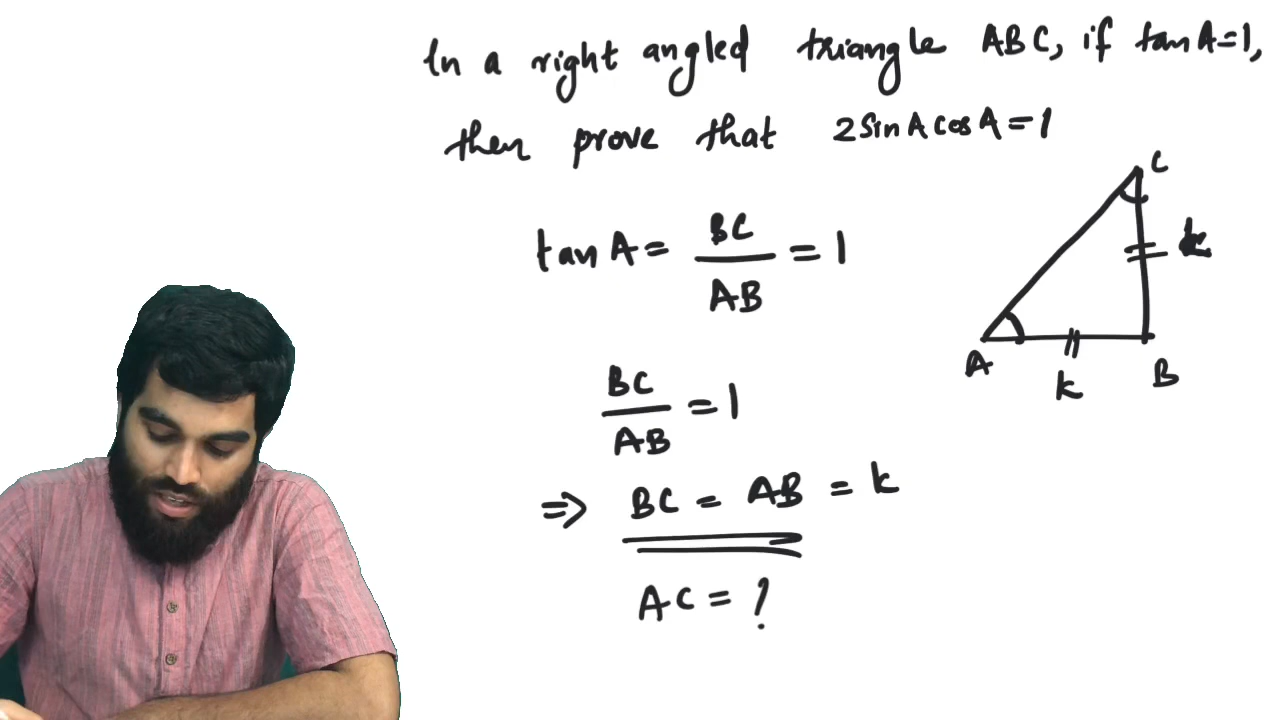 In a right angled triangle ABC, if tan A = 1,
then prove that 2 sin A cos A = 1
tan A = BC / AB = 1
BC / AB = 1
⇒ BC = AB = k
AC = ?
C
k
A
k
B